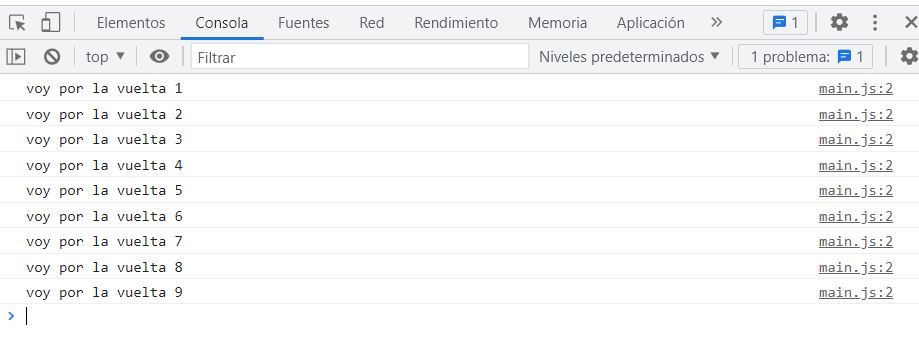 Elementos Consola Fuentes Red Rendimiento Memoria Aplicación » 1
top ▼ Filtrar Niveles predeterminados ▼ 1 problema: 1
voy por la vuelta 1 main.js:2
voy por la vuelta 2 main.js:2
voy por la vuelta 3 main.js:2
voy por la vuelta 4 main.js:2
voy por la vuelta 5 main.js:2
voy por la vuelta 6 main.js:2
voy por la vuelta 7 main.js:2
voy por la vuelta 8 main.js:2
voy por la vuelta 9 main.js:2